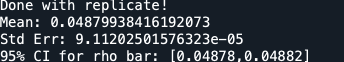 Done with replicate!
Mean: 0.04879938416192073
Std Err: 9.11202501576323e-05
95% CI for rho bar: [0.04878,0.04882]